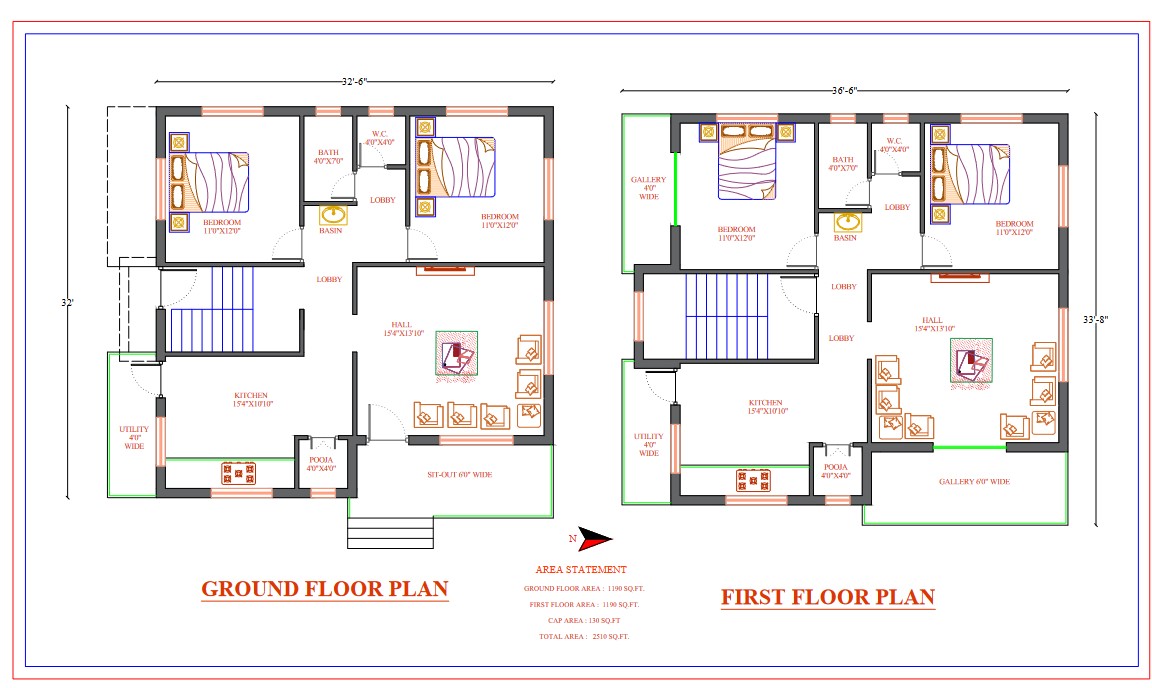 32'-6"
32'
BEDROOM
11'0"X12'0"
BATH
4'0"X7'0"
W.C.
4'0"X4'0"
LOBBY
BASIN
BEDROOM
11'0"X12'0"
LOBBY
HALL
15'4"X13'10"
KITCHEN
15'4"X10'10"
UTILITY
4'0"
WIDE
POOJA
4'0"X4'0"
SIT-OUT 6'0" WIDE
GROUND FLOOR PLAN
36'-6"
33'-8"
GALLERY
4'0"
WIDE
BEDROOM
11'0"X12'0"
BATH
4'0"X7'0"
W.C.
4'0"X4'0"
LOBBY
BASIN
BEDROOM
11'0"X12'0"
LOBBY
HALL
15'4"X13'10"
LOBBY
KITCHEN
15'4"X10'10"
UTILITY
4'0"
WIDE
POOJA
4'0"X4'0"
GALLERY 6'0" WIDE
FIRST FLOOR PLAN
N
AREA STATEMENT
GROUND FLOOR AREA : 1190 SQ.FT.
FIRST FLOOR AREA : 1190 SQ.FT.
CAP AREA : 130 SQ.FT
TOTAL AREA : 2510 SQ.FT.